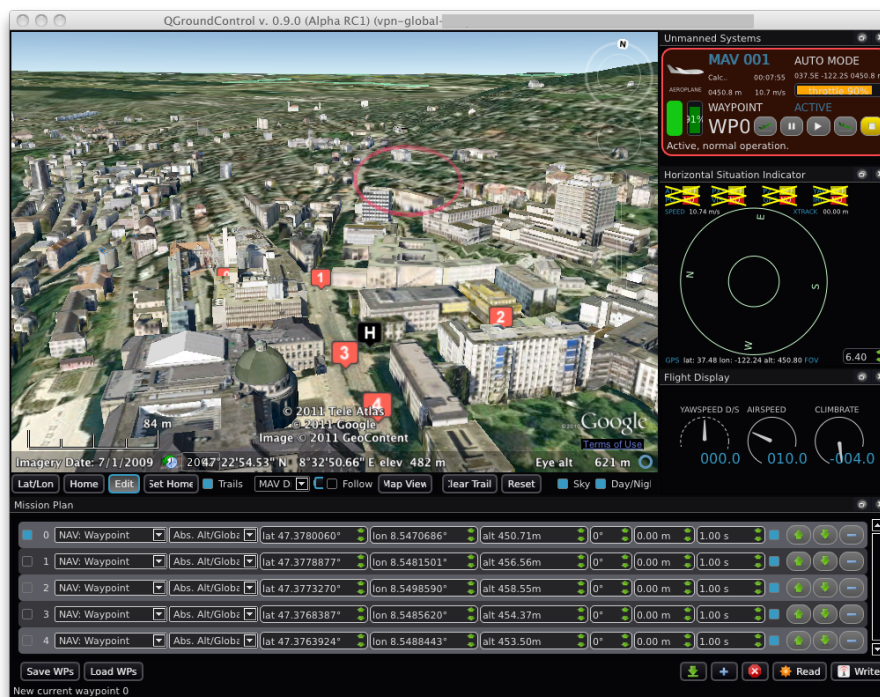 QGroundControl v. 0.9.0 (Alpha RC1) (vpn-global-
Unmanned Systems
MAV 001 AUTO MODE
Calc.. 00:07:55 037.5E -122.2S 0450.8 m
AEROPLANE 0450.8 m 10.7 m/s throttle 90%
WAYPOINT ACTIVE
91% WP0
Active, normal operation.
Horizontal Situation Indicator
SPEED 10.74 m/s XTRACK 00.00 m
E
N S
W
GPS lat: 37.48 lon: -122.24 alt: 450.80 FOV 6.40
Flight Display
YAWSPEED D/S AIRSPEED CLIMBRATE
000.0 010.0 -004.0
N
1
2
H
3
4
84 m
© 2011 Tele Atlas
© 2011 Google
Image © 2011 GeoContent
©2011 Google
Terms of Use
Imagery Date: 7/1/2009 47°22'54.53" N 8°32'50.66" E elev 482 m Eye alt 621 m
Lat/Lon Home Edit Set Home Trails MAV D Follow Map View Clear Trail Reset Sky Day/Nigl
Mission Plan
0 NAV: Waypoint Abs. Alt/Globa lat 47.3780060° lon 8.5470686° alt 450.71m 0° 0.00 m 1.00 s
1 NAV: Waypoint Abs. Alt/Globa lat 47.3778877° lon 8.5481501° alt 456.56m 0° 0.00 m 1.00 s
2 NAV: Waypoint Abs. Alt/Globa lat 47.3773270° lon 8.5498590° alt 458.55m 0° 0.00 m 1.00 s
3 NAV: Waypoint Abs. Alt/Globa lat 47.3768387° lon 8.5485620° alt 454.37m 0° 0.00 m 1.00 s
4 NAV: Waypoint Abs. Alt/Globa lat 47.3763924° lon 8.5488443° alt 453.50m 0° 0.00 m 1.00 s
Save WPs Load WPs Read Write
New current waypoint 0